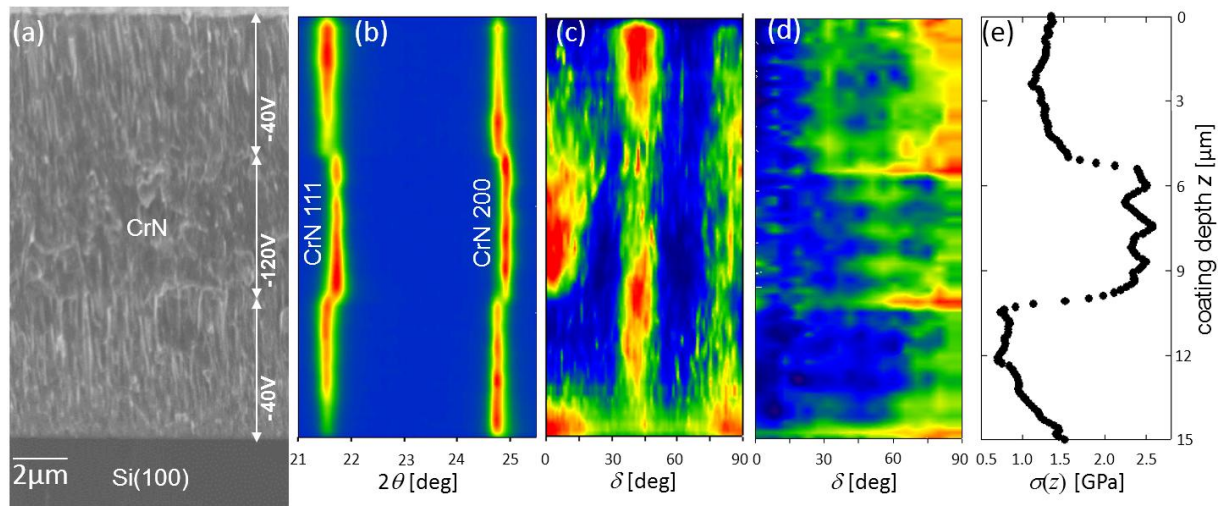 (a)
-40V
CrN
-120V
-40V
2μm
Si(100)
(b)
CrN 111
CrN 200
21 22 23 24 25
2θ [deg]
(c)
0 30 60 90
δ [deg]
(d)
0 30 60 90
δ [deg]
(e)
0
3
6
9
12
15
coating depth z [μm]
0.5 1.0 1.5 2.0 2.5
σ(z) [GPa]